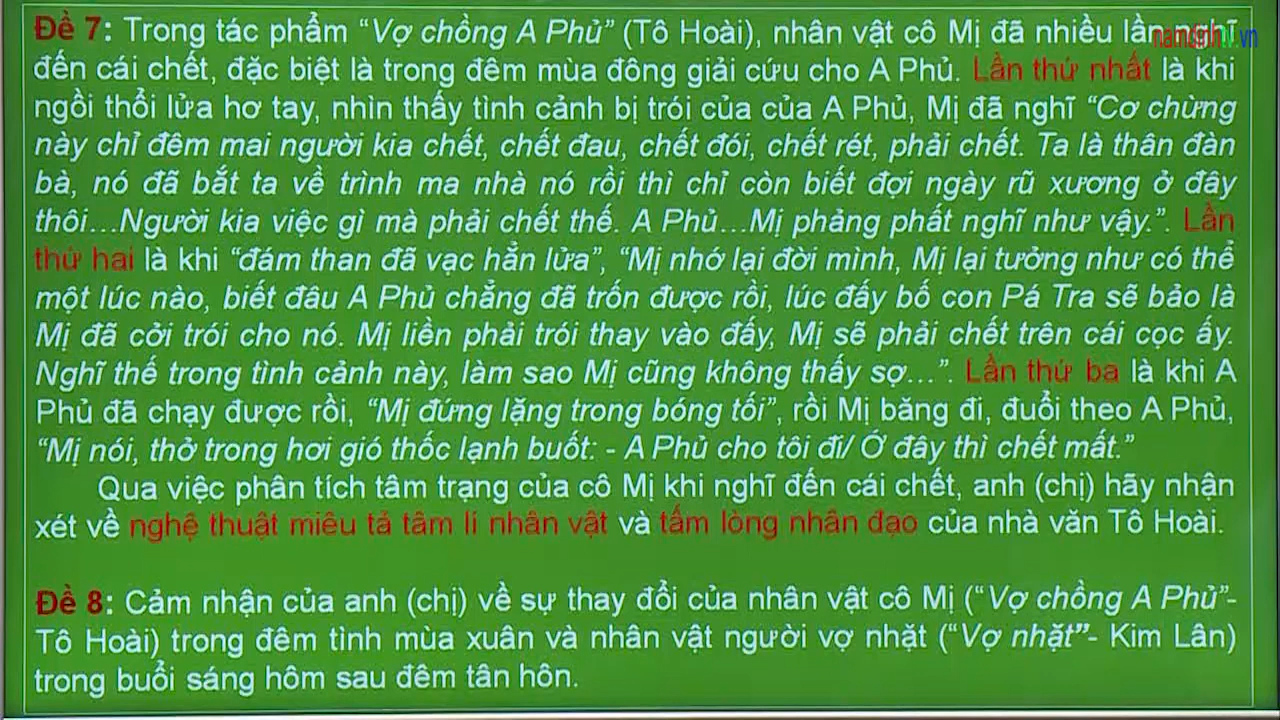 Đề 7: Trong tác phẩm “Vợ chồng A Phủ” (Tô Hoài), nhân vật cô Mị đã nhiều lần nghĩ
namdinhtv.vn
đến cái chết, đặc biệt là trong đêm mùa đông giải cứu cho A Phủ. Lần thứ nhất là khi
ngồi thổi lửa hơ tay, nhìn thấy tình cảnh bị trói của của A Phủ, Mị đã nghĩ “Cơ chừng
này chỉ đêm mai người kia chết, chết đau, chết đói, chết rét, phải chết. Ta là thân đàn
bà, nó đã bắt ta về trình ma nhà nó rồi thì chỉ còn biết đợi ngày rũ xương ở đây
thôi…Người kia việc gì mà phải chết thế. A Phủ…Mị phảng phất nghĩ như vậy.”. Lần
thứ hai là khi “đám than đã vạc hẳn lửa”, “Mị nhớ lại đời mình, Mị lại tưởng như có thể
một lúc nào, biết đâu A Phủ chẳng đã trốn được rồi, lúc đấy bố con Pá Tra sẽ bảo là
Mị đã cởi trói cho nó. Mị liền phải trói thay vào đấy, Mị sẽ phải chết trên cái cọc ấy.
Nghĩ thế trong tình cảnh này, làm sao Mị cũng không thấy sợ…”. Lần thứ ba là khi A
Phủ đã chạy được rồi, “Mị đứng lặng trong bóng tối”, rồi Mị băng đi, đuổi theo A Phủ,
“Mị nói, thở trong hơi gió thốc lạnh buốt: - A Phủ cho tôi đi/ Ở đây thì chết mất.”
Qua việc phân tích tâm trạng của cô Mị khi nghĩ đến cái chết, anh (chị) hãy nhận
xét về nghệ thuật miêu tả tâm lí nhân vật và tấm lòng nhân đạo của nhà văn Tô Hoài.
Đề 8: Cảm nhận của anh (chị) về sự thay đổi của nhân vật cô Mị (“Vợ chồng A Phủ”-
Tô Hoài) trong đêm tình mùa xuân và nhân vật người vợ nhặt (“Vợ nhặt”- Kim Lân)
trong buổi sáng hôm sau đêm tân hôn.